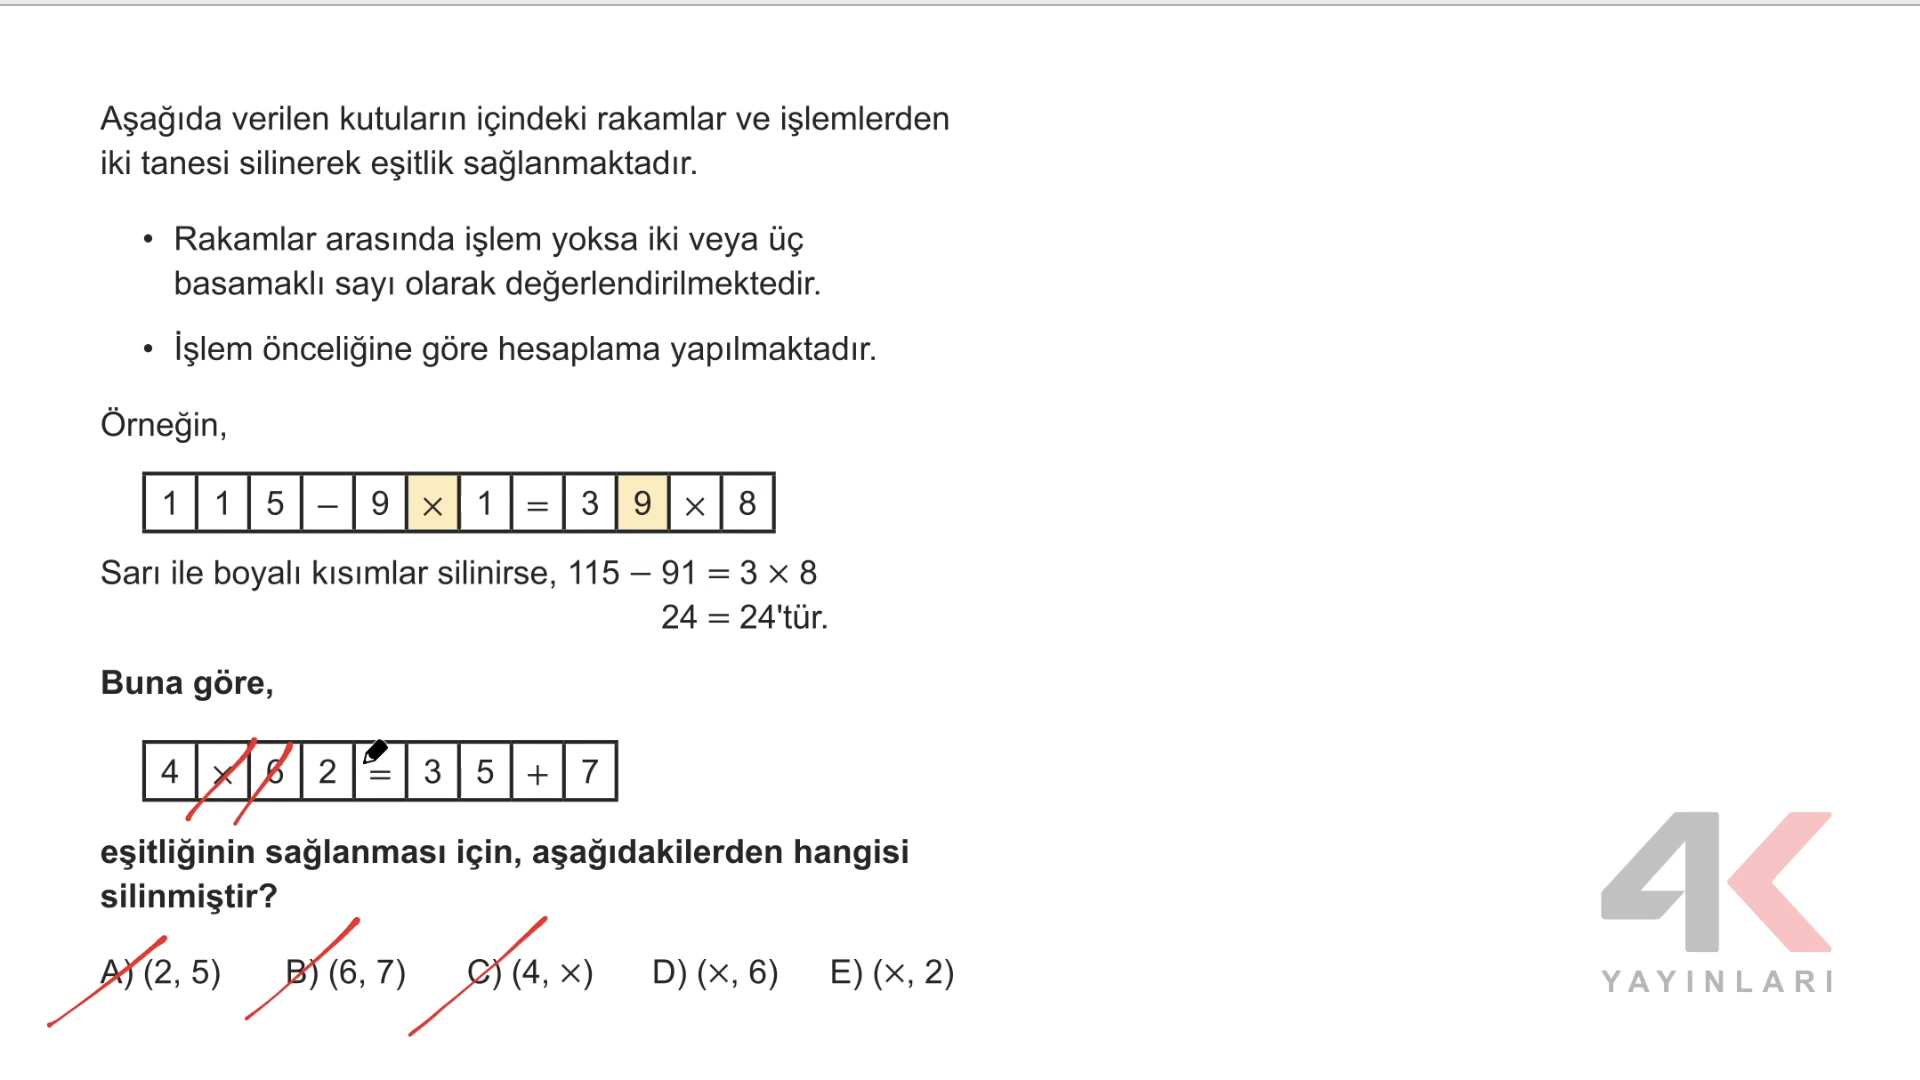 Aşağıda verilen kutuların içindeki rakamlar ve işlemlerden
iki tanesi silinerek eşitlik sağlanmaktadır.
• Rakamlar arasında işlem yoksa iki veya üç
basamaklı sayı olarak değerlendirilmektedir.
• İşlem önceliğine göre hesaplama yapılmaktadır.
Örneğin,
1 1 5 – 9 × 1 = 3 9 × 8
Sarı ile boyalı kısımlar silinirse, 115 – 91 = 3 × 8
24 = 24'tür.
Buna göre,
4 × 6 2 = 3 5 + 7
eşitliğinin sağlanması için, aşağıdakilerden hangisi
silinmiştir?
A) (2, 5) B) (6, 7) C) (4, ×) D) (×, 6) E) (×, 2)
4K
YAYINLARI